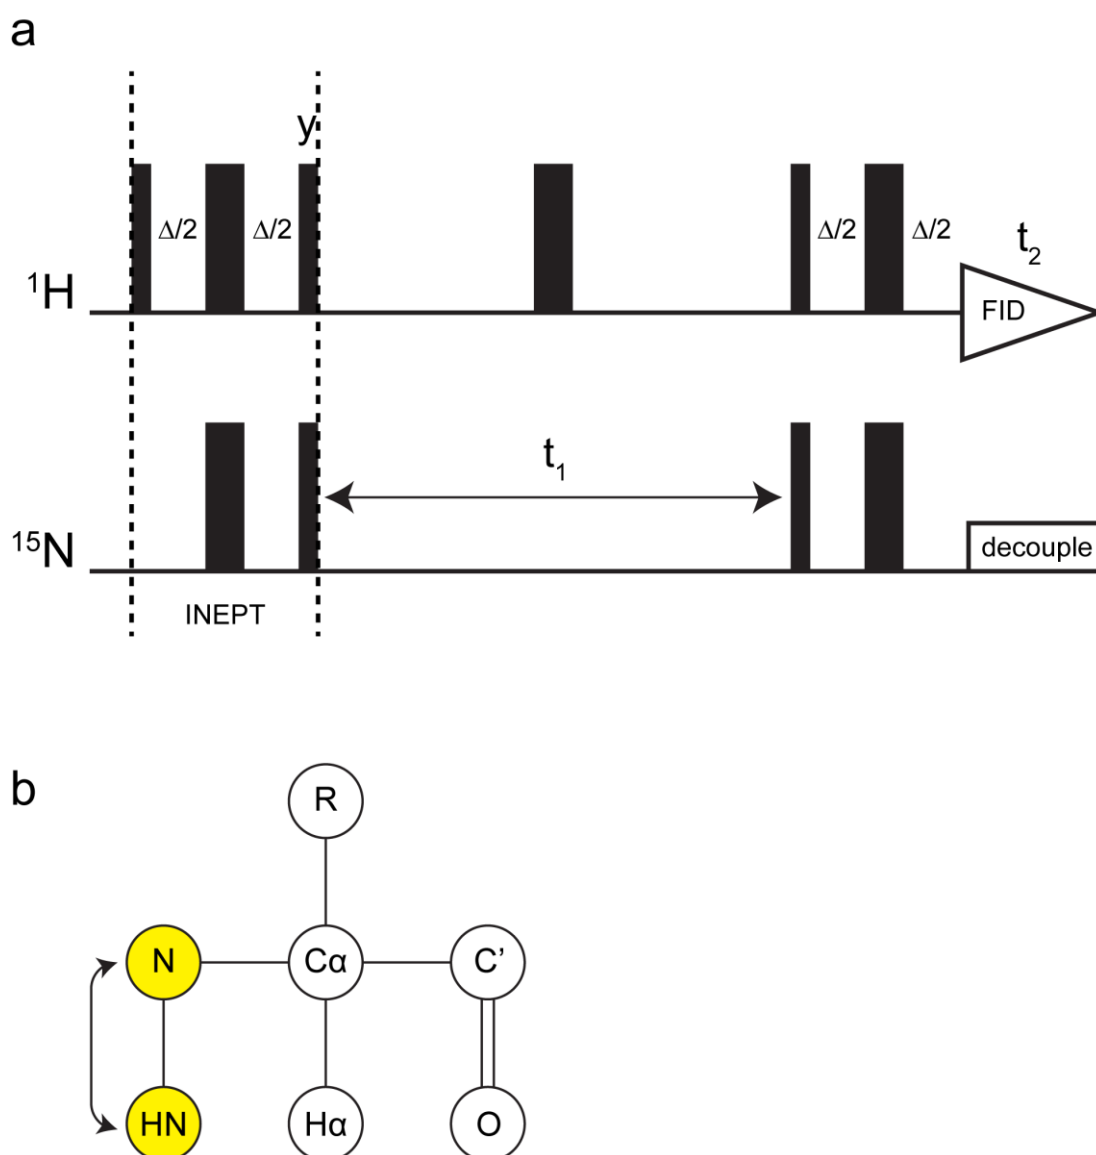 a
y
Δ/2 Δ/2 Δ/2 Δ/2 t₂
¹H FID
t₁
¹⁵N decouple
INEPT
b
R
N Cα C’
HN Hα O